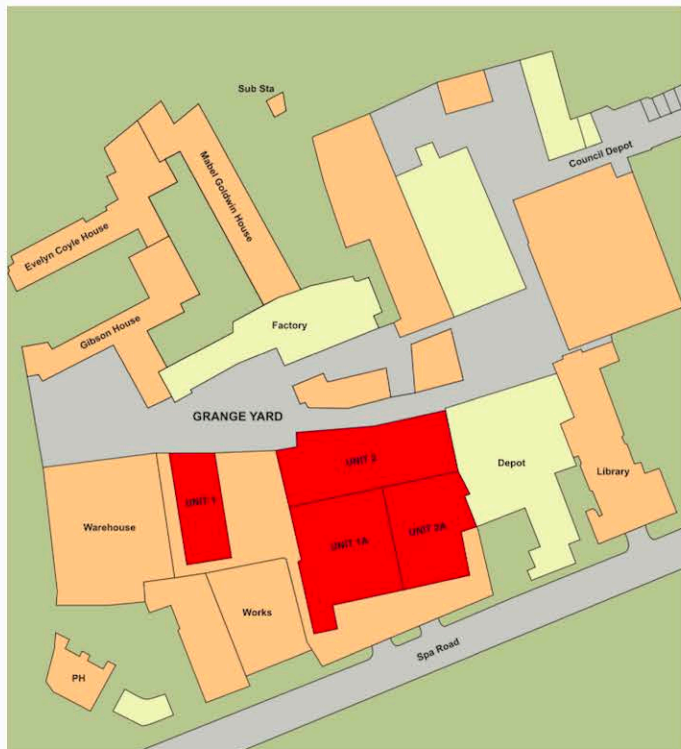 Sub Sta
Council Depot
Mabel Goldwin House
Evelyn Coyle House
Factory
Gibson House
GRANGE YARD
UNIT 2
Depot
Library
UNIT 1
Warehouse
UNIT 1A
UNIT 2A
Works
Spa Road
PH